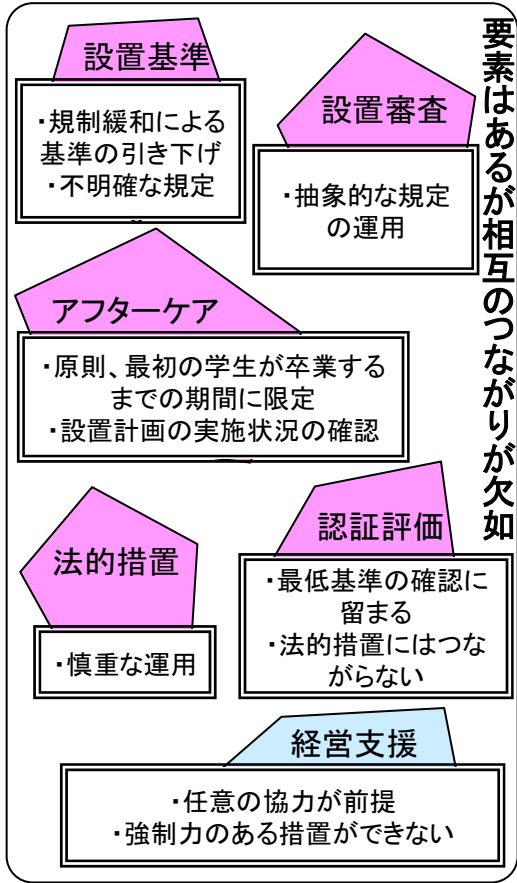 要素はあるが相互のつながりが欠如
設置基準
・規制緩和による
基準の引き下げ
・不明確な規定
設置審査
・抽象的な規定
の運用
アフターケア
・原則、最初の学生が卒業する
までの期間に限定
・設置計画の実施状況の確認
法的措置
・慎重な運用
認証評価
・最低基準の確認に
留まる
・法的措置にはつな
がらない
経営支援
・任意の協力が前提
・強制力のある措置ができない